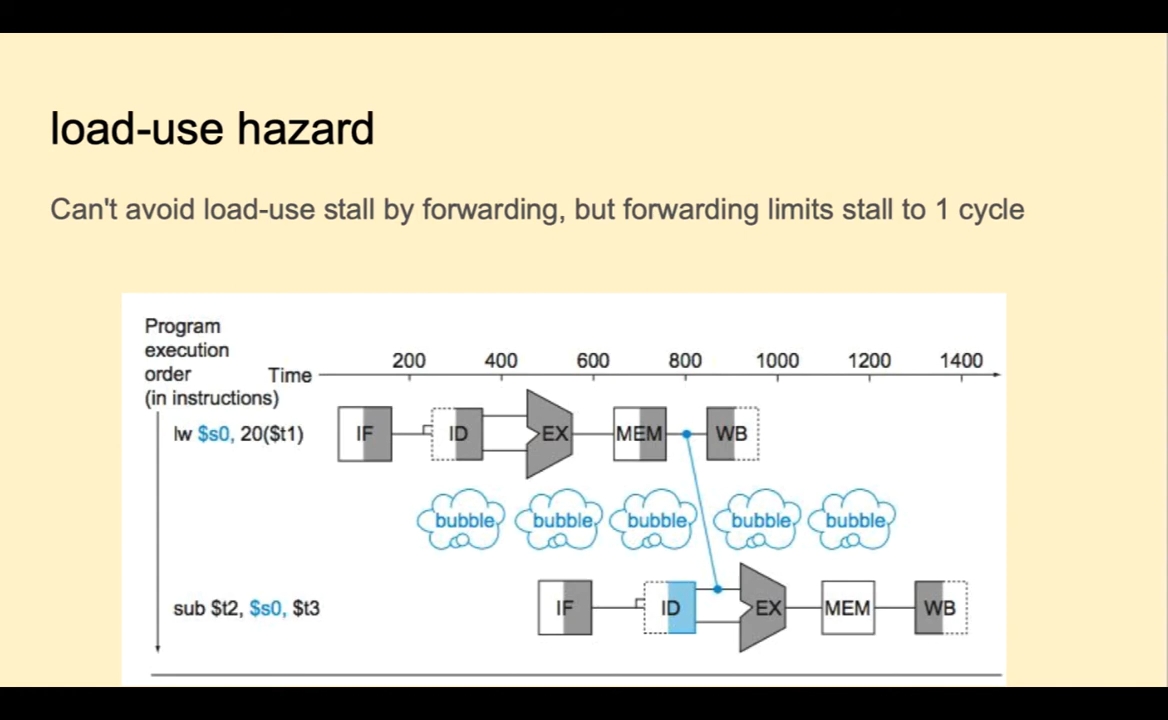 load-use hazard
Can't avoid load-use stall by forwarding, but forwarding limits stall to 1 cycle
Program
execution
order
(in instructions)
Time
200 400 600 800 1000 1200 1400
lw $s0, 20($t1)
IF ID EX MEM WB
bubble bubble bubble bubble bubble
sub $t2, $s0, $t3
IF ID EX MEM WB